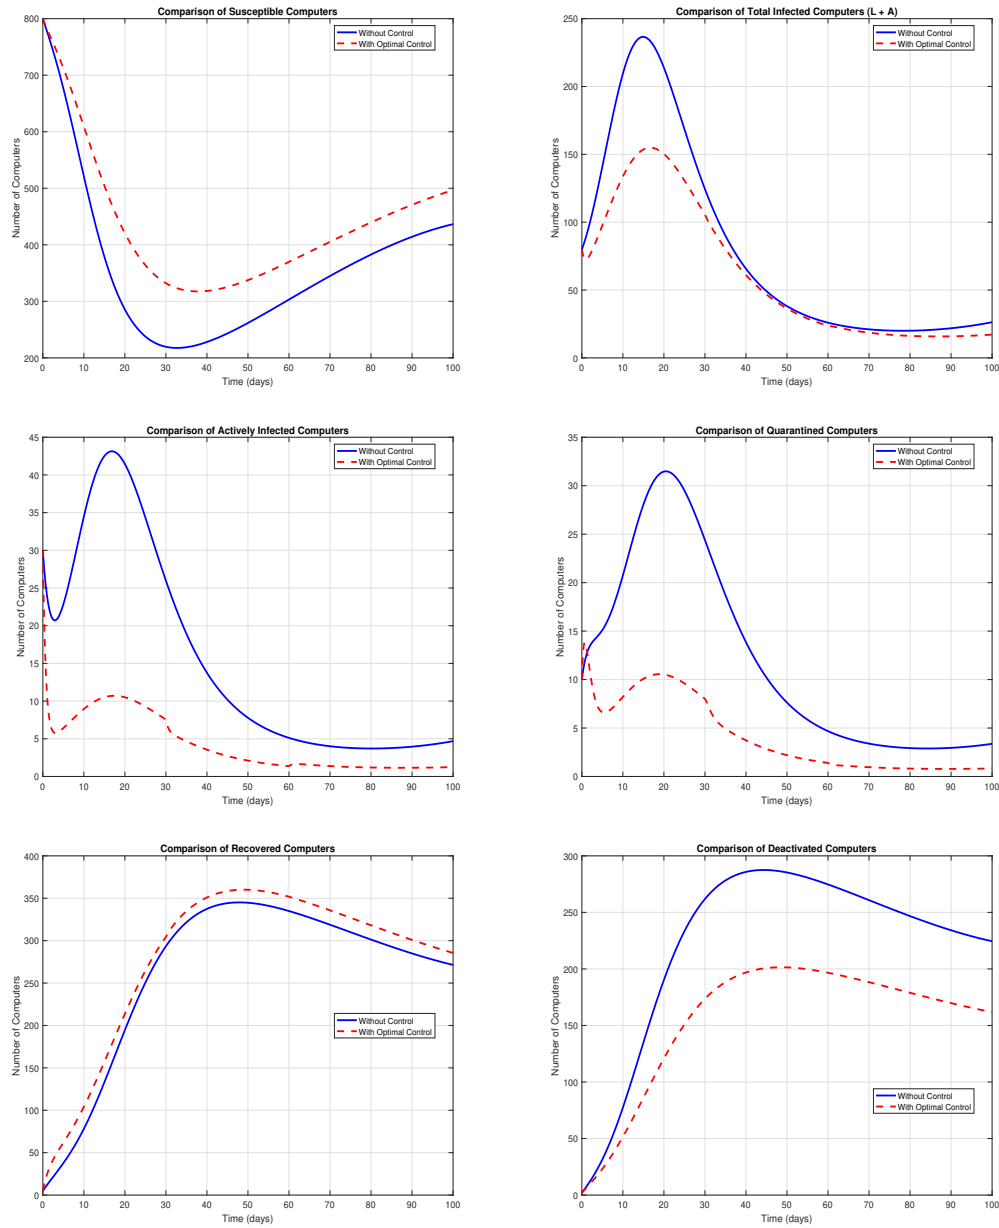 Comparison of Susceptible Computers
800
700
600
500
400
300
200
Number of Computers
Without Control
With Optimal Control
0 10 20 30 40 50 60 70 80 90 100
Time (days)
Comparison of Total Infected Computers (L + A)
250
200
150
100
50
0
Number of Computers
Without Control
With Optimal Control
0 10 20 30 40 50 60 70 80 90 100
Time (days)
Comparison of Actively Infected Computers
45
40
35
30
25
20
15
10
5
0
Number of Computers
Without Control
With Optimal Control
0 10 20 30 40 50 60 70 80 90 100
Time (days)
Comparison of Quarantined Computers
35
30
25
20
15
10
5
0
Number of Computers
Without Control
With Optimal Control
0 10 20 30 40 50 60 70 80 90 100
Time (days)
Comparison of Recovered Computers
400
350
300
250
200
150
100
50
0
Number of Computers
Without Control
With Optimal Control
0 10 20 30 40 50 60 70 80 90 100
Time (days)
Comparison of Deactivated Computers
300
250
200
150
100
50
0
Number of Computers
Without Control
With Optimal Control
0 10 20 30 40 50 60 70 80 90 100
Time (days)